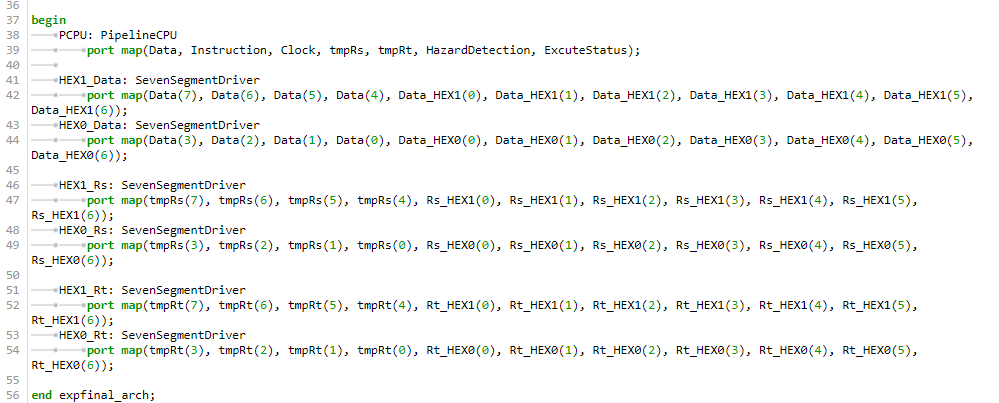 36
37 begin
38 PCPU: PipelineCPU
39 port map(Data, Instruction, Clock, tmpRs, tmpRt, HazardDetection, ExcuteStatus);
40
41 HEX1_Data: SevenSegmentDriver
42 port map(Data(7), Data(6), Data(5), Data(4), Data_HEX1(0), Data_HEX1(1), Data_HEX1(2), Data_HEX1(3), Data_HEX1(4), Data_HEX1(5),
Data_HEX1(6));
43 HEX0_Data: SevenSegmentDriver
44 port map(Data(3), Data(2), Data(1), Data(0), Data_HEX0(0), Data_HEX0(1), Data_HEX0(2), Data_HEX0(3), Data_HEX0(4), Data_HEX0(5),
Data_HEX0(6));
45
46 HEX1_Rs: SevenSegmentDriver
47 port map(tmpRs(7), tmpRs(6), tmpRs(5), tmpRs(4), Rs_HEX1(0), Rs_HEX1(1), Rs_HEX1(2), Rs_HEX1(3), Rs_HEX1(4), Rs_HEX1(5),
Rs_HEX1(6));
48 HEX0_Rs: SevenSegmentDriver
49 port map(tmpRs(3), tmpRs(2), tmpRs(1), tmpRs(0), Rs_HEX0(0), Rs_HEX0(1), Rs_HEX0(2), Rs_HEX0(3), Rs_HEX0(4), Rs_HEX0(5),
Rs_HEX0(6));
50
51 HEX1_Rt: SevenSegmentDriver
52 port map(tmpRt(7), tmpRt(6), tmpRt(5), tmpRt(4), Rt_HEX1(0), Rt_HEX1(1), Rt_HEX1(2), Rt_HEX1(3), Rt_HEX1(4), Rt_HEX1(5),
Rt_HEX1(6));
53 HEX0_Rt: SevenSegmentDriver
54 port map(tmpRt(3), tmpRt(2), tmpRt(1), tmpRt(0), Rt_HEX0(0), Rt_HEX0(1), Rt_HEX0(2), Rt_HEX0(3), Rt_HEX0(4), Rt_HEX0(5),
Rt_HEX0(6));
55
56 end expfinal_arch;